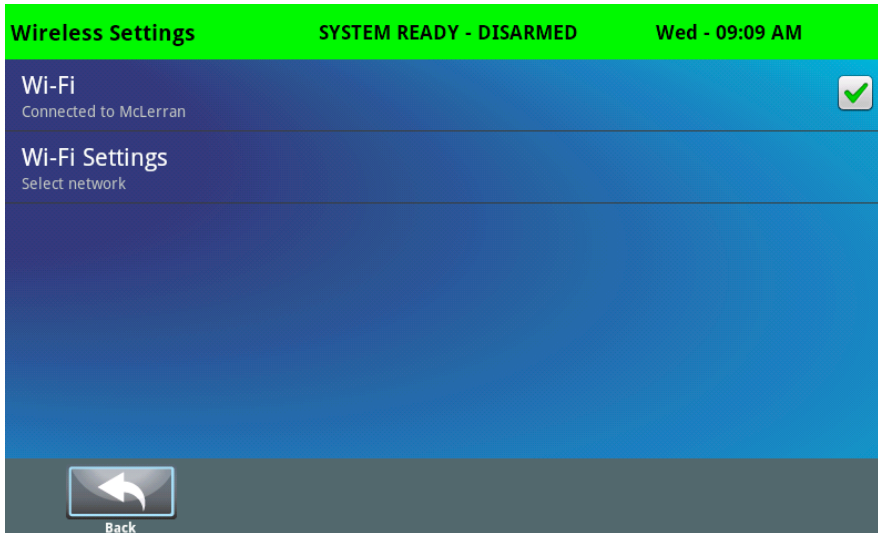 Wireless Settings SYSTEM READY - DISARMED Wed - 09:09 AM
Wi-Fi
Connected to McLerran
Wi-Fi Settings
Select network
Back